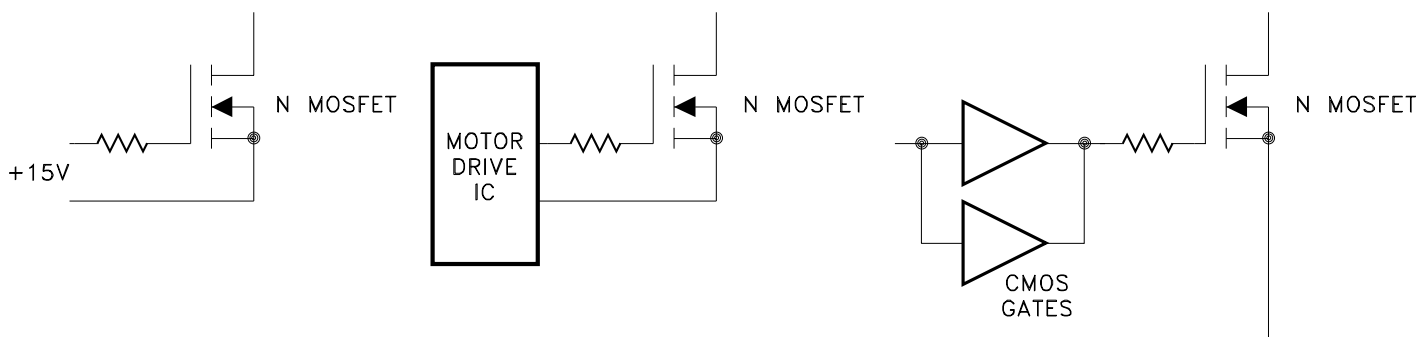 N MOSFET
+15V
MOTOR
DRIVE
IC
N MOSFET
N MOSFET
CMOS
GATES